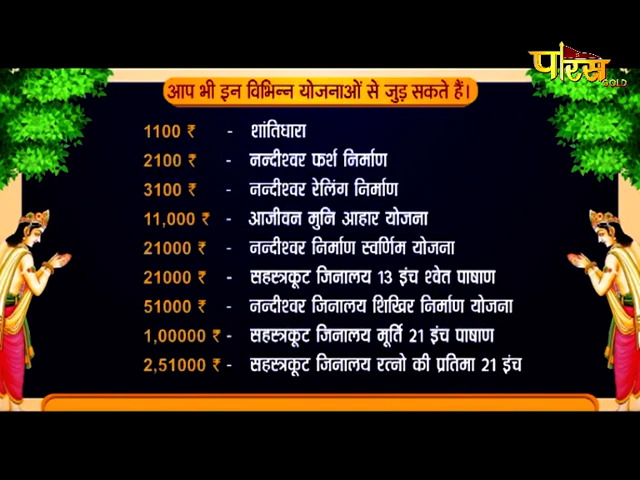 पारस
GOLD
आप भी इन विभिन्न योजनाओं से जुड़ सकते हैं।
1100 ₹ - शांतिधारा
2100 ₹ - नन्दीश्वर फर्श निर्माण
3100 ₹ - नन्दीश्वर रेलिंग निर्माण
11,000 ₹ - आजीवन मुनि आहार योजना
21000 ₹ - नन्दीश्वर निर्माण स्वर्णिम योजना
21000 ₹ - सहस्त्रकूट जिनालय 13 इंच श्वेत पाषाण
51000 ₹ - नन्दीश्वर जिनालय शिखिर निर्माण योजना
1,00000 ₹ - सहस्त्रकूट जिनालय मूर्ति 21 इंच पाषाण
2,51000 ₹ - सहस्त्रकूट जिनालय रत्नो की प्रतिमा 21 इंच